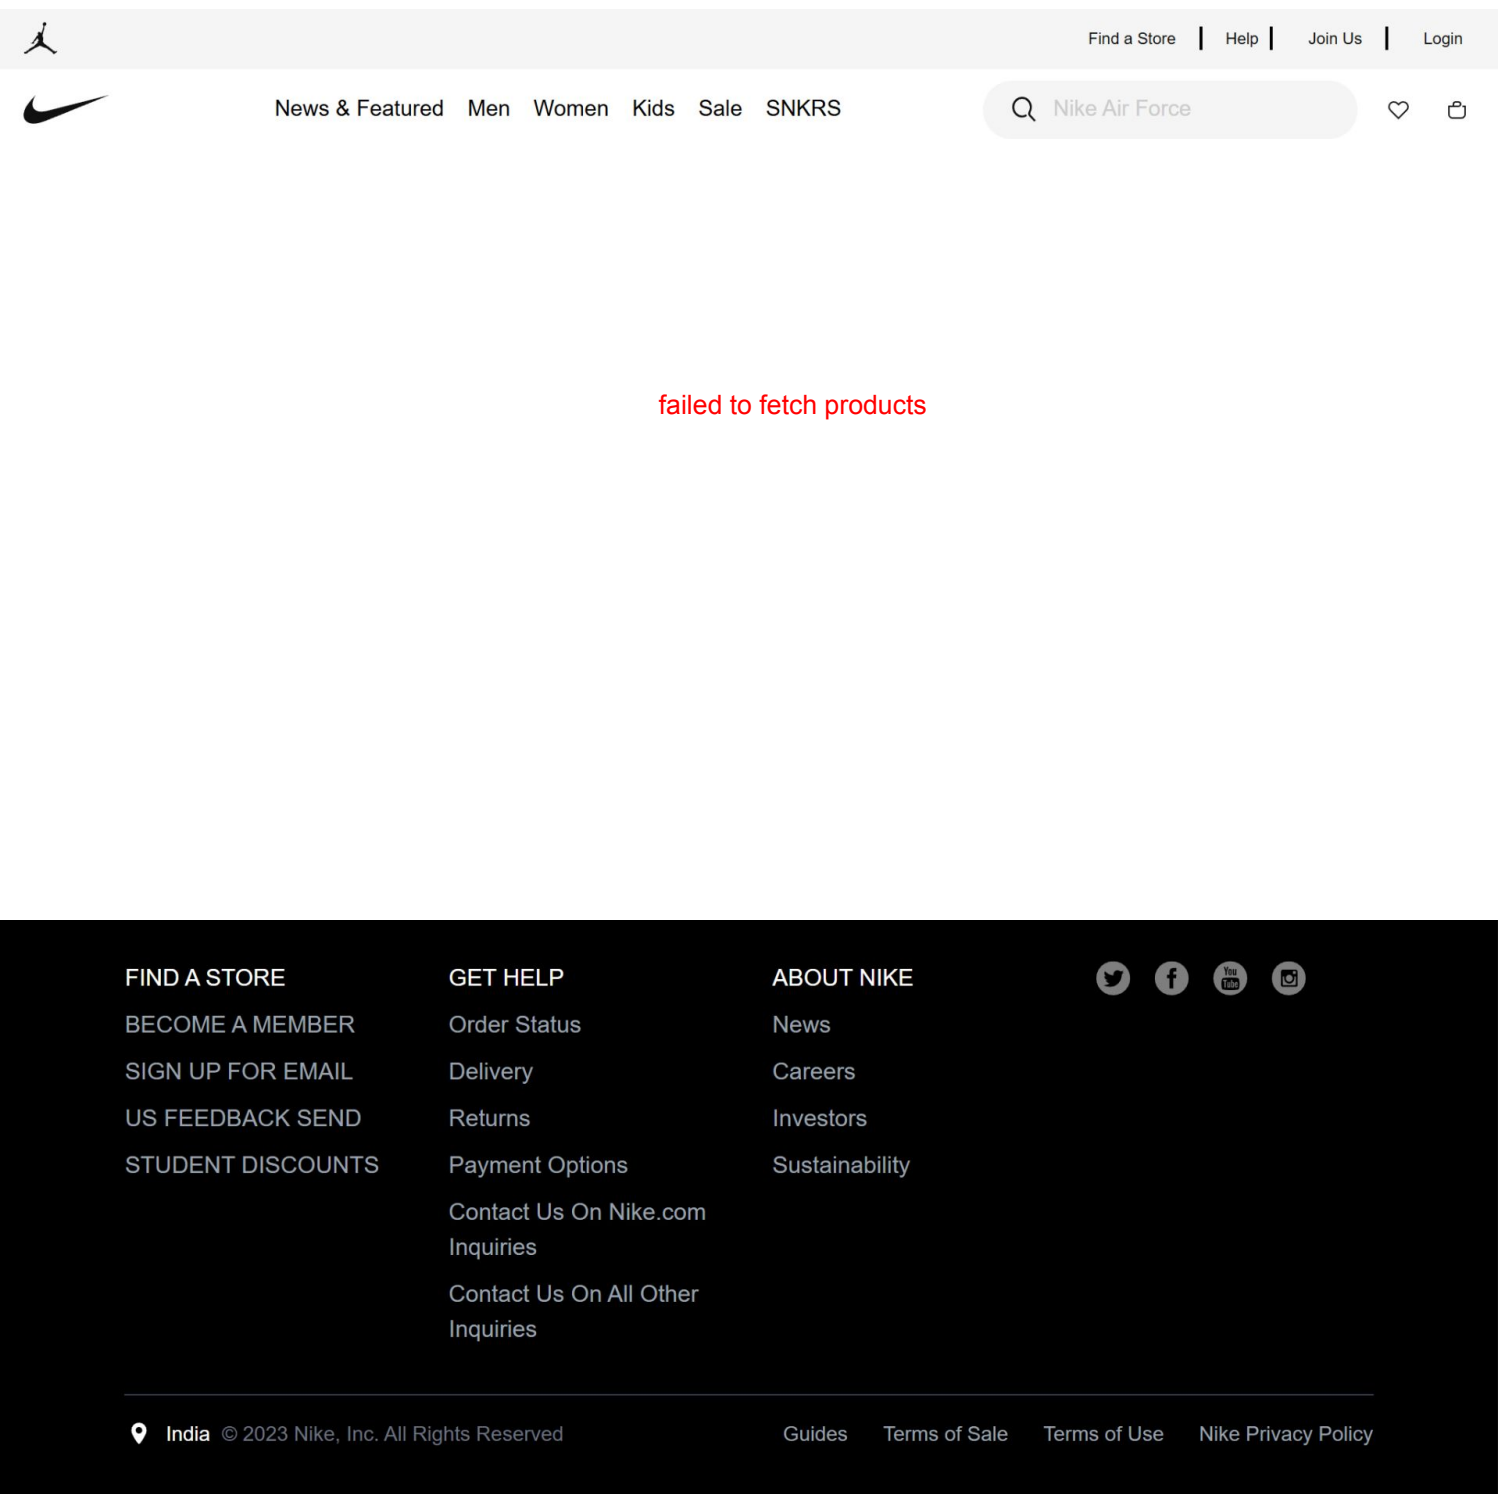 Find a Store Help Join Us Login
News & Featured Men Women Kids Sale SNKRS Nike Air Force
failed to fetch products
FIND A STORE
BECOME A MEMBER
SIGN UP FOR EMAIL
US FEEDBACK SEND
STUDENT DISCOUNTS
GET HELP
Order Status
Delivery
Returns
Payment Options
Contact Us On Nike.com
Inquiries
Contact Us On All Other
Inquiries
ABOUT NIKE
News
Careers
Investors
Sustainability
You
Tube
India © 2023 Nike, Inc. All Rights Reserved
Guides Terms of Sale Terms of Use Nike Privacy Policy